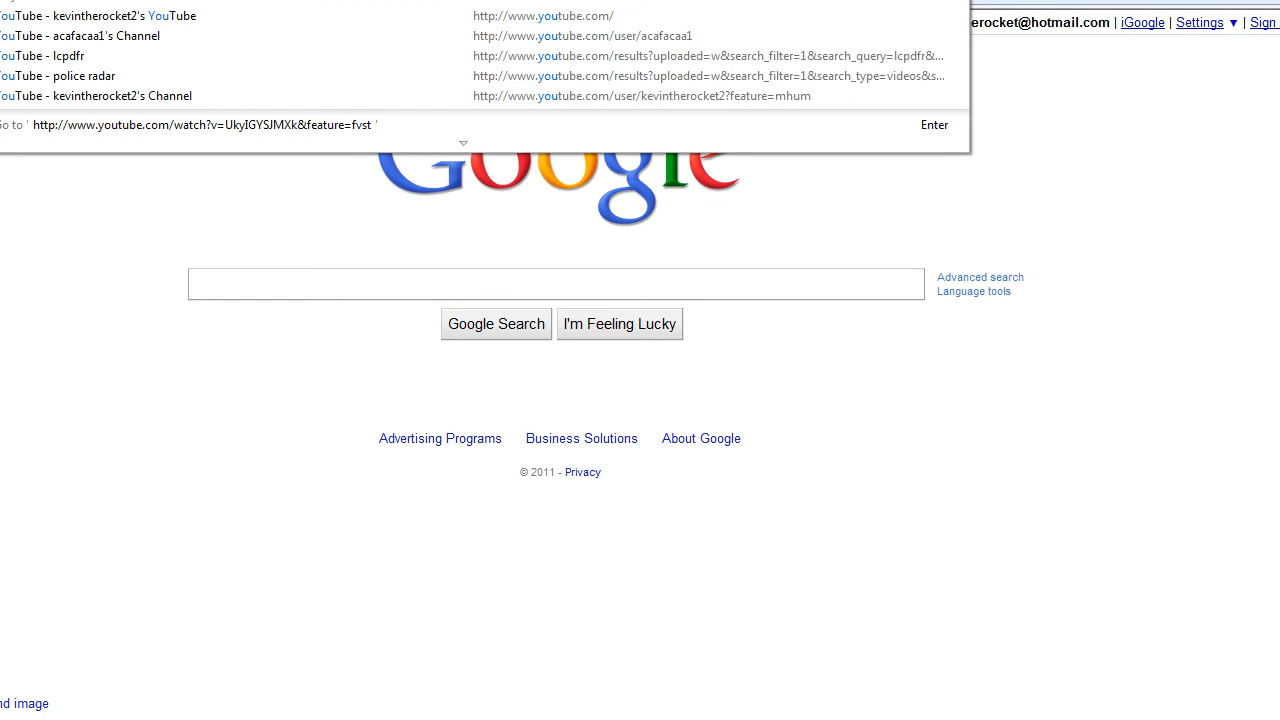 ouTube - kevintherocket2's YouTube http://www.youtube.com/
erocket@hotmail.com | iGoogle | Settings ▼ | Sign
ouTube - acafacaa1's Channel http://www.youtube.com/user/acafacaa1
ouTube - lcpdfr http://www.youtube.com/results?uploaded=w&search_filter=1&search_query=lcpdfr&...
ouTube - police radar http://www.youtube.com/results?uploaded=w&search_filter=1&search_type=videos&s...
ouTube - kevintherocket2's Channel http://www.youtube.com/user/kevintherocket2?feature=mhum
Go to ' http://www.youtube.com/watch?v=UkyIGYSJMXk&feature=fvst ' Enter
Google
Advanced search
Language tools
Google Search I'm Feeling Lucky
Advertising Programs Business Solutions About Google
© 2011 - Privacy
nd image